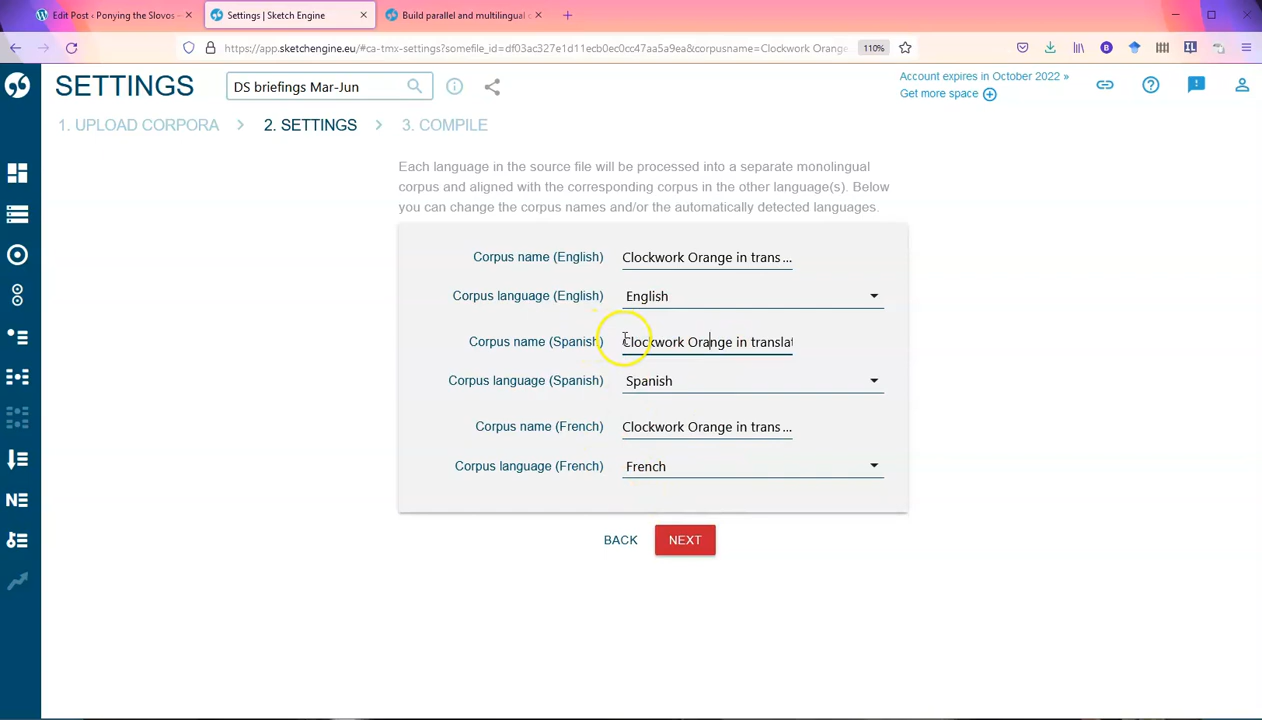 Edit Post ‹ Ponying the Slovos
Settings | Sketch Engine
Build parallel and multilingual c
https://app.sketchengine.eu/#ca-tmx-settings?somefile_id=df03ac327e1d11ecb0ec0cc47aa5a9ea&corpusname=Clockwork Orange
110%
SETTINGS
DS briefings Mar-Jun
Account expires in October 2022 »
Get more space
1. UPLOAD CORPORA > 2. SETTINGS > 3. COMPILE
Each language in the source file will be processed into a separate monolingual
corpus and aligned with the corresponding corpus in the other language(s). Below
you can change the corpus names and/or the automatically detected languages.
Corpus name (English) Clockwork Orange in trans ...
Corpus language (English) English
Corpus name (Spanish) Clockwork Orange in translat
Corpus language (Spanish) Spanish
Corpus name (French) Clockwork Orange in trans ...
Corpus language (French) French
BACK NEXT